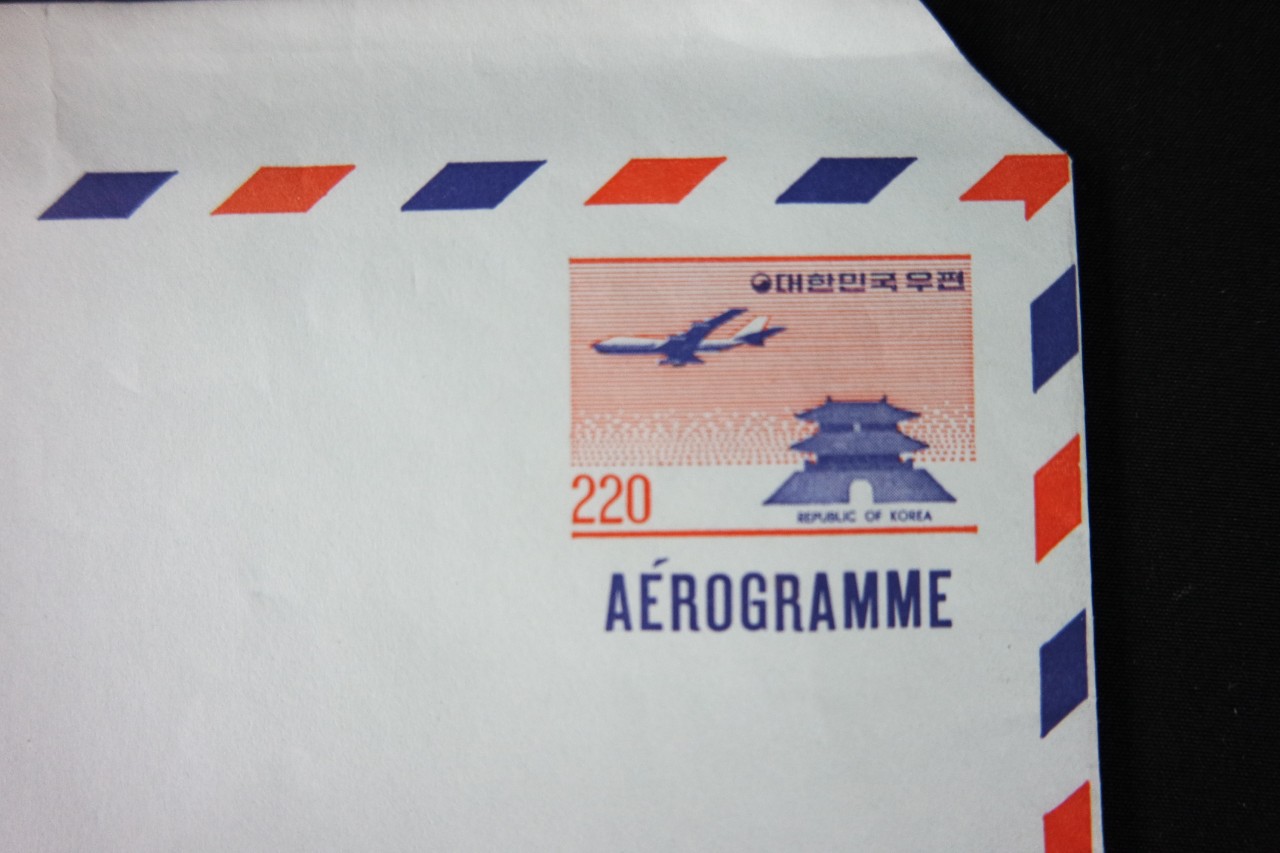 대한민국우편
220
REPUBLIC OF KOREA
AÉROGRAMME